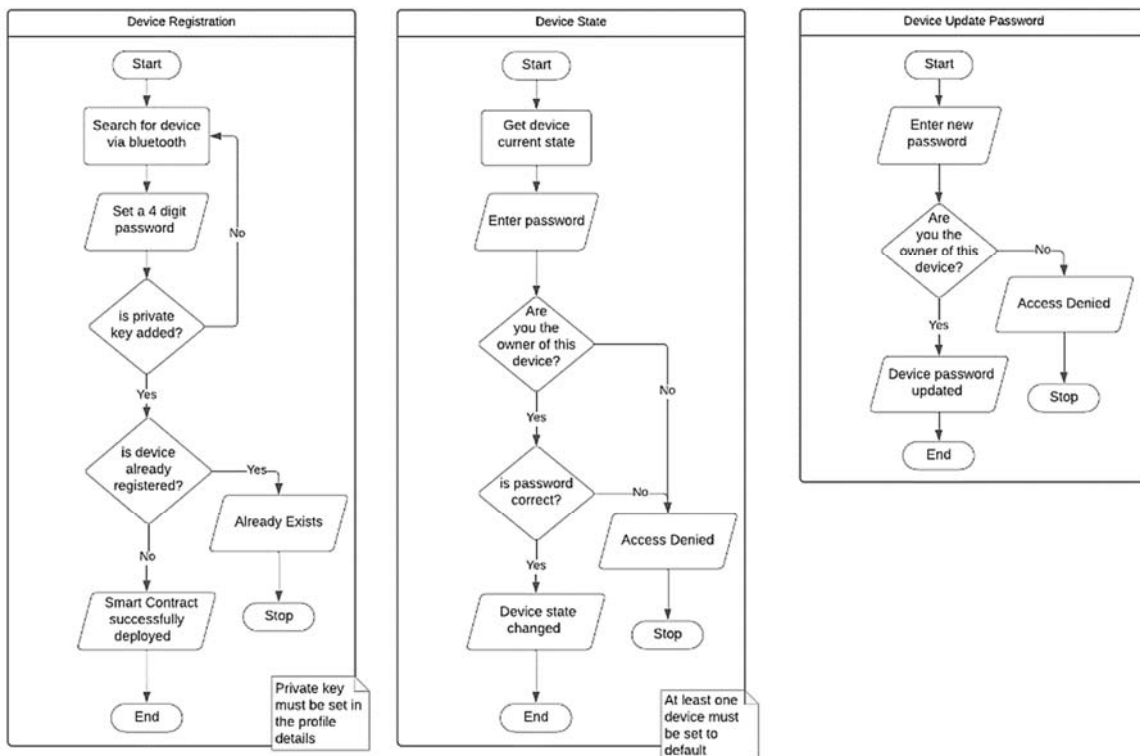 Device Registration
Start
Search for device
via bluetooth
Set a 4 digit
password
No
is private
key added?
Yes
is device
already
registered?
Yes
Already Exists
No
Smart Contract
successfully
deployed
Stop
End
Private key
must be set in
the profile
details
Device State
Start
Get device
current state
Enter password
Are
you the
owner of this
device?
No
Yes
is password
correct?
No
Access Denied
Yes
Device state
changed
Stop
End
At least one
device must
be set to
default
Device Update Password
Start
Enter new
password
Are
you the
owner of this
device?
No
Access Denied
Yes
Device password
updated
Stop
End